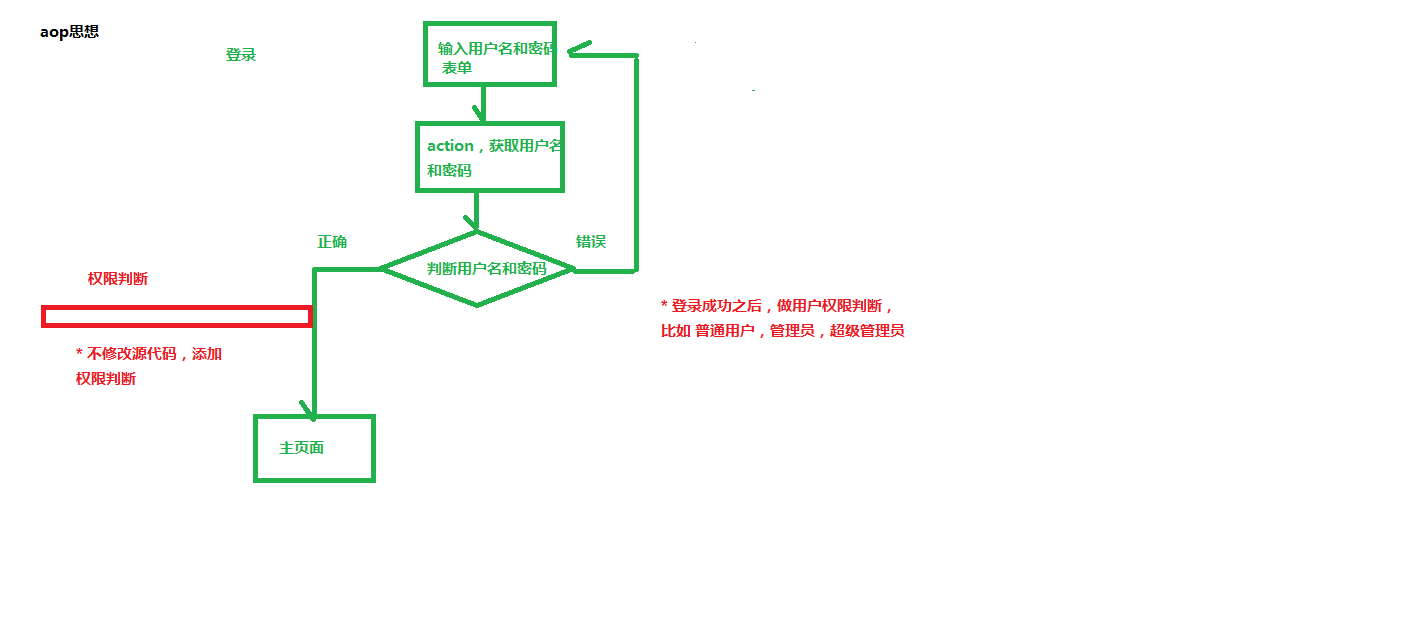 aop思想
登录
输入用户名和密码
表单
action，获取用户名
和密码
正确
错误
判断用户名和密码
权限判断
* 登录成功之后，做用户权限判断，
比如 普通用户，管理员，超级管理员
* 不修改源代码，添加
权限判断
主页面